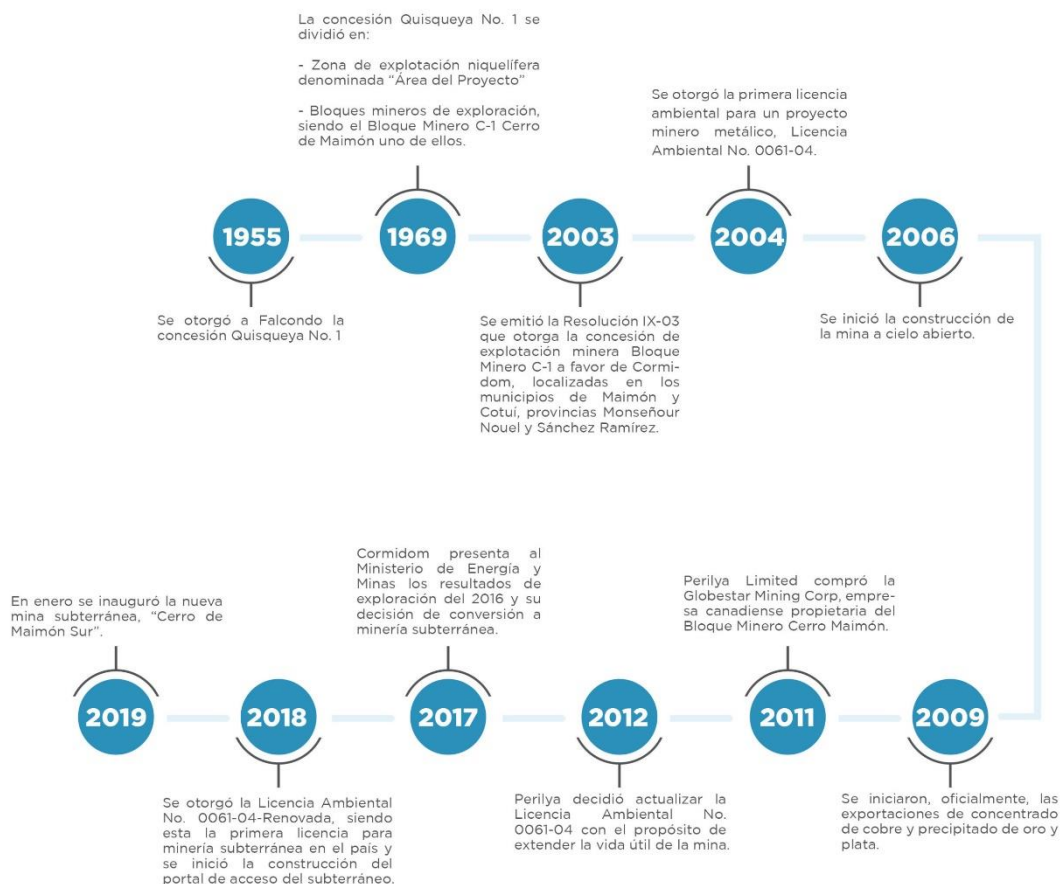 La concesión Quisqueya No. 1 se
dividió en:
- Zona de explotación niquelífera
denominada “Área del Proyecto”
- Bloques mineros de exploración,
siendo el Bloque Minero C-1 Cerro
de Maimón uno de ellos.
Se otorgó la primera licencia
ambiental para un proyecto
minero metálico, Licencia
Ambiental No. 0061-04.
1955
1969
2003
2004
2006
Se otorgó a Falcondo la
concesión Quisqueya No. 1
Se emitió la Resolución IX-03
que otorga la concesión de
explotación minera Bloque
Minero C-1 a favor de Cormi-
dom, localizadas en los
municipios de Maimón y
Cotuí, provincias Monseñour
Nouel y Sánchez Ramírez.
Se inició la construcción de
la mina a cielo abierto.
En enero se inauguró la nueva
mina subterránea, “Cerro de
Maimón Sur”.
Cormidom presenta al
Ministerio de Energía y
Minas los resultados de
exploración del 2016 y su
decisión de conversión a
minería subterránea.
Perilya Limited compró la
Globestar Mining Corp, empre-
sa canadiense propietaria del
Bloque Minero Cerro Maimón.
2019
2018
2017
2012
2011
2009
Se otorgó la Licencia Ambiental
No. 0061-04-Renovada, siendo
esta la primera licencia para
minería subterránea en el país y
se inició la construcción del
portal de acceso del subterráneo.
Perilya decidió actualizar la
Licencia Ambiental No.
0061-04 con el propósito de
extender la vida útil de la mina.
Se iniciaron, oficialmente, las
exportaciones de concentrado
de cobre y precipitado de oro y
plata.